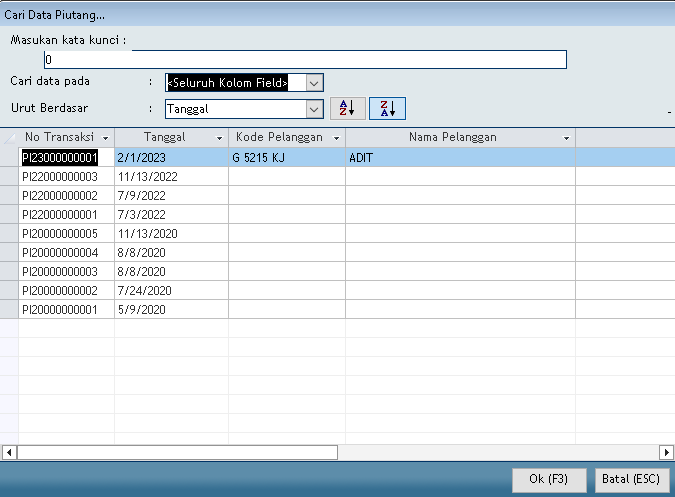 Cari Data Piutang...
Masukan kata kunci :
0
Cari data pada : <Seluruh Kolom Field>
Urut Berdasar : Tanggal A Z Z A
No Transaksi Tanggal Kode Pelanggan Nama Pelanggan
PI23000000001 2/1/2023 G 5215 KJ ADIT
PI22000000003 11/13/2022
PI22000000002 7/9/2022
PI22000000001 7/3/2022
PI20000000005 11/13/2020
PI20000000004 8/8/2020
PI20000000003 8/8/2020
PI20000000002 7/24/2020
PI20000000001 5/9/2020
Ok (F3) Batal (ESC)